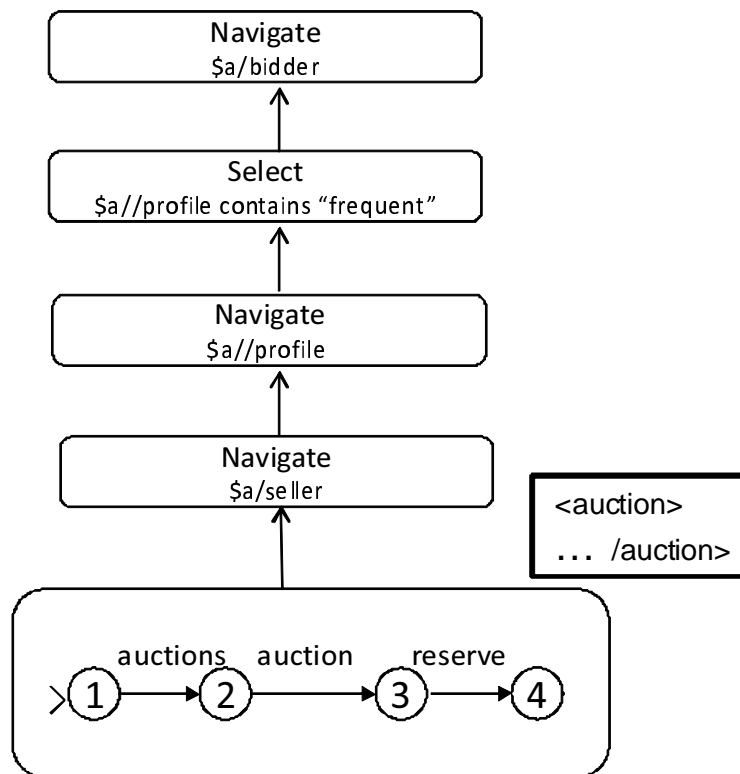 Navigate
$a/bidder
Select
$a//profile contains “frequent”
Navigate
$a//profile
Navigate
$a/seller
<auction>
... /auction>
auctions auction reserve
1 2 3 4